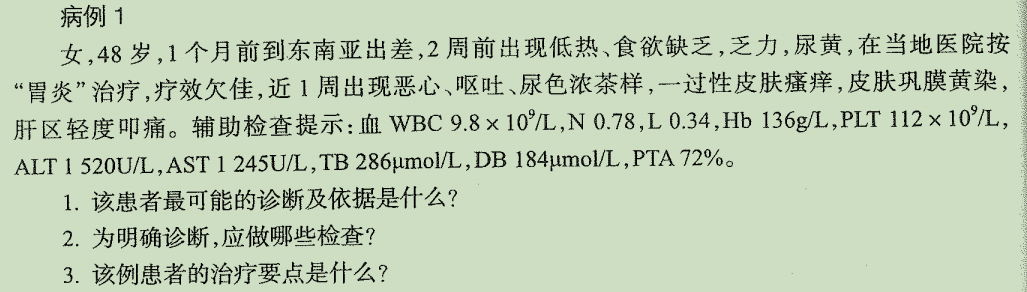 病例 1
女,48 岁,1 个月前到东南亚出差,2 周前出现低热、食欲缺乏,乏力,尿黄,在当地医院按
“胃炎”治疗,疗效欠佳,近 1 周出现恶心、呕吐、尿色浓茶样,一过性皮肤瘙痒,皮肤巩膜黄染,
肝区轻度叩痛。辅助检查提示:血 WBC 9.8×10⁹/L,N 0.78,L 0.34,Hb 136g/L,PLT 112×10⁹/L,
ALT 1 520U/L,AST 1 245U/L,TB 286μmol/L,DB 184μmol/L,PTA 72%。
1. 该患者最可能的诊断及依据是什么?
2. 为明确诊断,应做哪些检查?
3. 该例患者的治疗要点是什么?